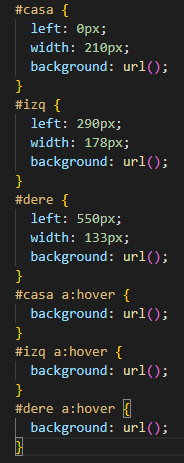 #casa {
  left: 0px;
  width: 210px;
  background: url();
}
#izq {
  left: 290px;
  width: 178px;
  background: url();
}
#dere {
  left: 550px;
  width: 133px;
  background: url();
}
#casa a:hover {
  background: url();
}
#izq a:hover {
  background: url();
}
#dere a:hover {
  background: url();
}